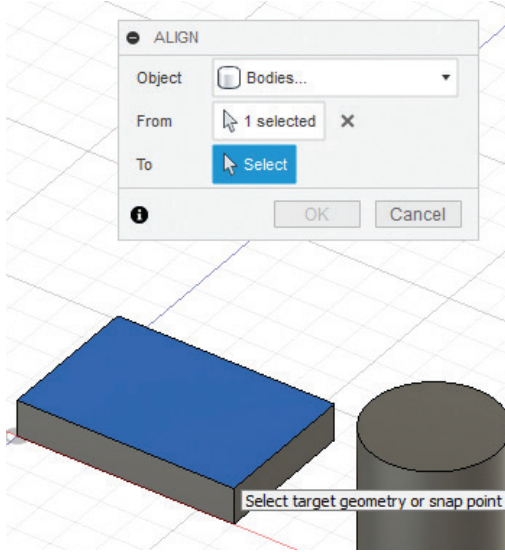 ALIGN
Object Bodies...
From 1 selected
To Select
OK Cancel
Select target geometry or snap point